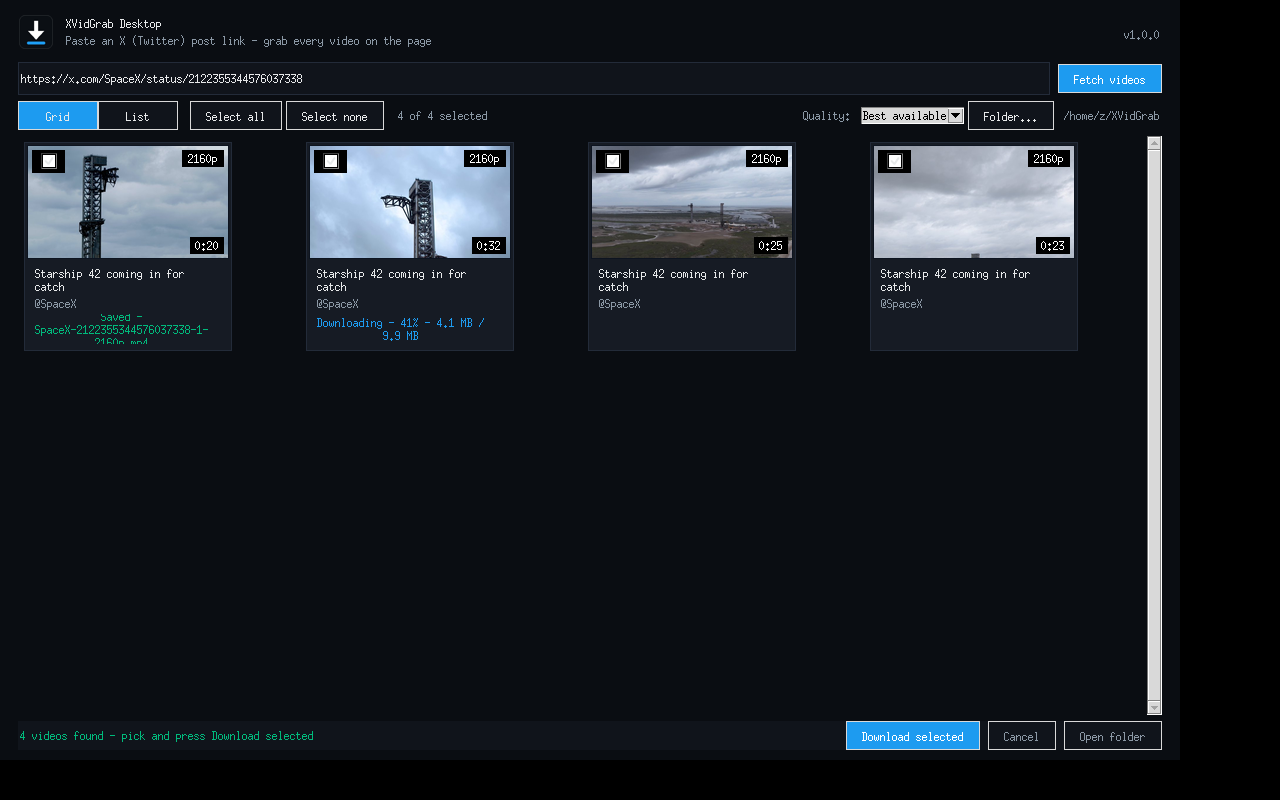 XVidGrab Desktop
Paste an X (Twitter) post link - grab every video on the page
v1.0.0
https://x.com/SpaceX/status/2122355344576037338
Fetch videos
Grid List Select all Select none 4 of 4 selected Quality: Best available Folder... /home/z/XVidGrab
2160p 2160p 2160p 2160p
0:20 0:32 0:25 0:23
Starship 42 coming in for
catch
@SpaceX
Saved -
SpaceX-2122355344576037338-1-
2160p.mp4
Starship 42 coming in for
catch
@SpaceX
Downloading - 41% - 4.1 MB /
9.9 MB
Starship 42 coming in for
catch
@SpaceX
Starship 42 coming in for
catch
@SpaceX
4 videos found - pick and press Download selected
Download selected Cancel Open folder